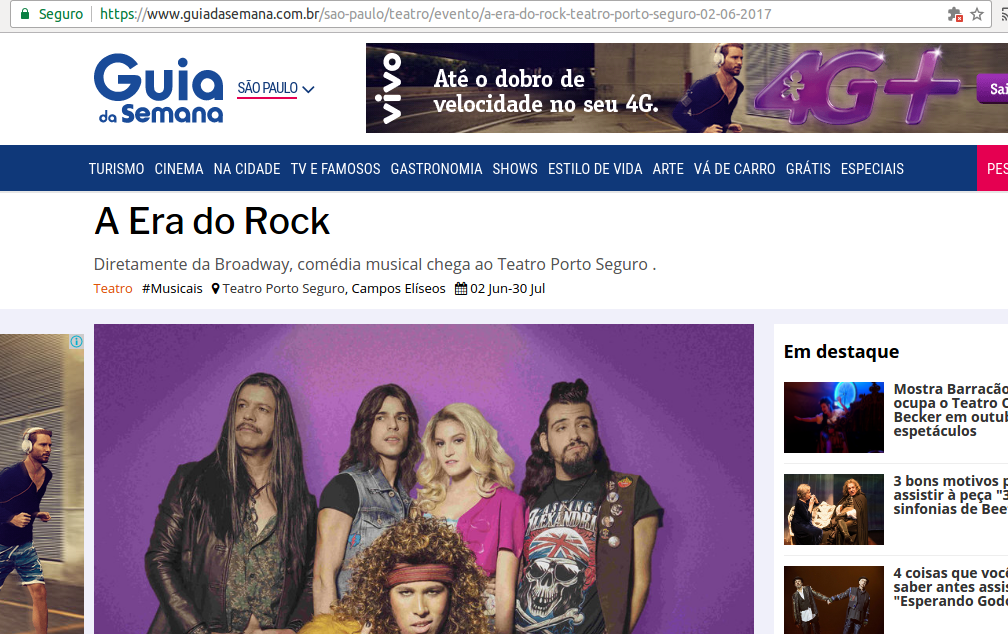 Seguro
https://www.guiadasemana.com.br/sao-paulo/teatro/evento/a-era-do-rock-teatro-porto-seguro-02-06-2017
Guia
da Semana
SÃO PAULO
vivo
Até o dobro de
velocidade no seu 4G.
4G+
Sai
TURISMO CINEMA NA CIDADE TV E FAMOSOS GASTRONOMIA SHOWS ESTILO DE VIDA ARTE VÁ DE CARRO GRÁTIS ESPECIAIS
PES
A Era do Rock
Diretamente da Broadway, comédia musical chega ao Teatro Porto Seguro .
Teatro #Musicais Teatro Porto Seguro, Campos Elíseos 02 Jun-30 Jul
ASKING
ALEXANDRIA
Em destaque
Mostra Barracão
ocupa o Teatro C
Becker em outub
espetáculos
3 bons motivos p
assistir à peça "3
sinfonias de Bee
4 coisas que você
saber antes assis
"Esperando Godo